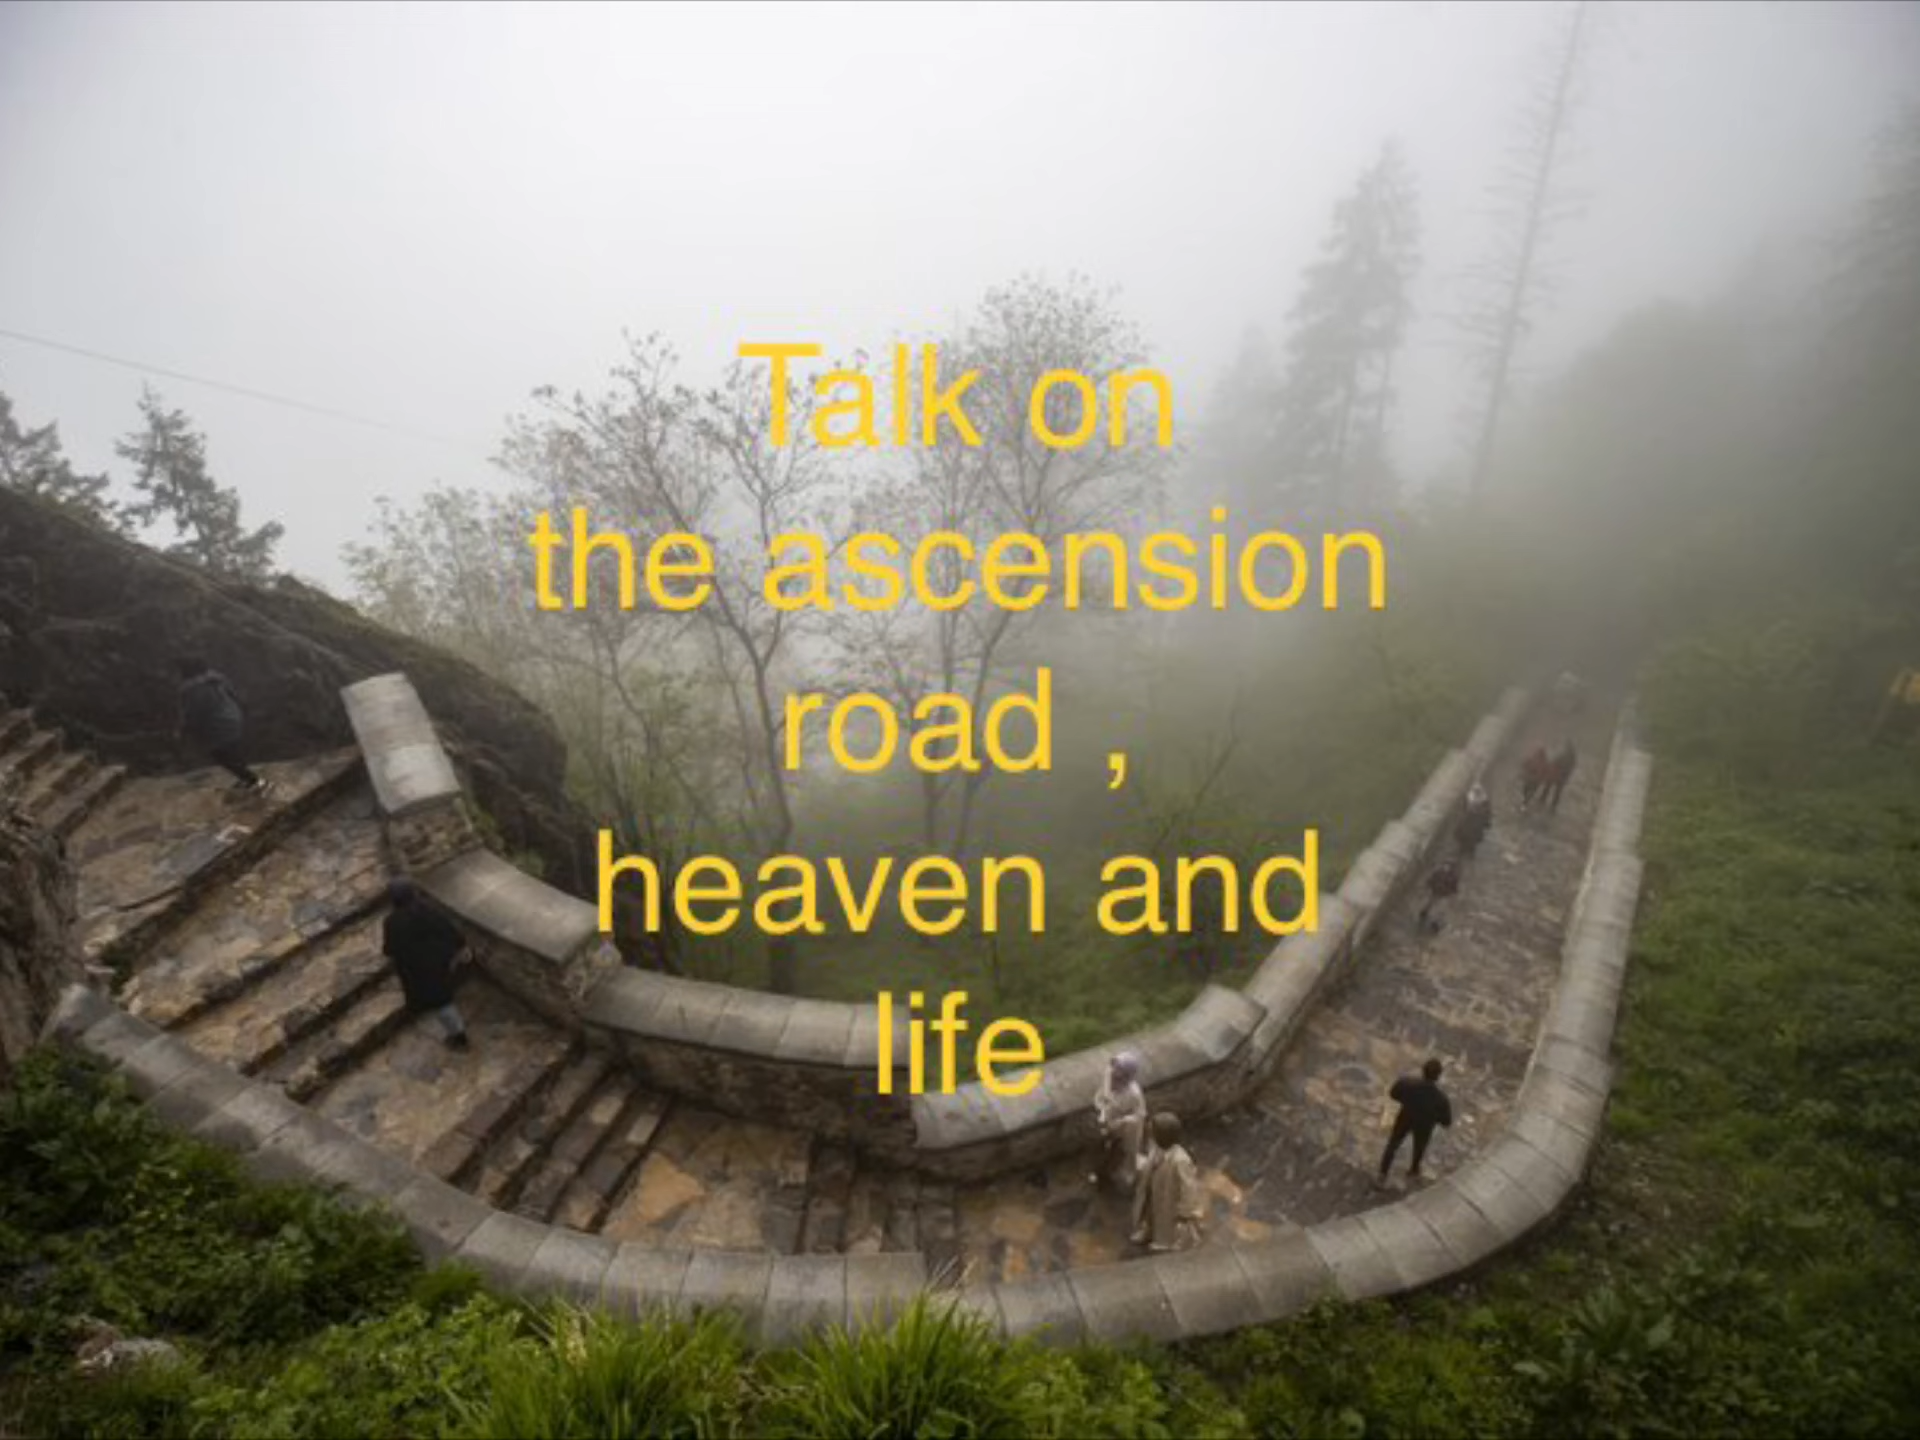 Talk on
the ascension
road ,
heaven and
life